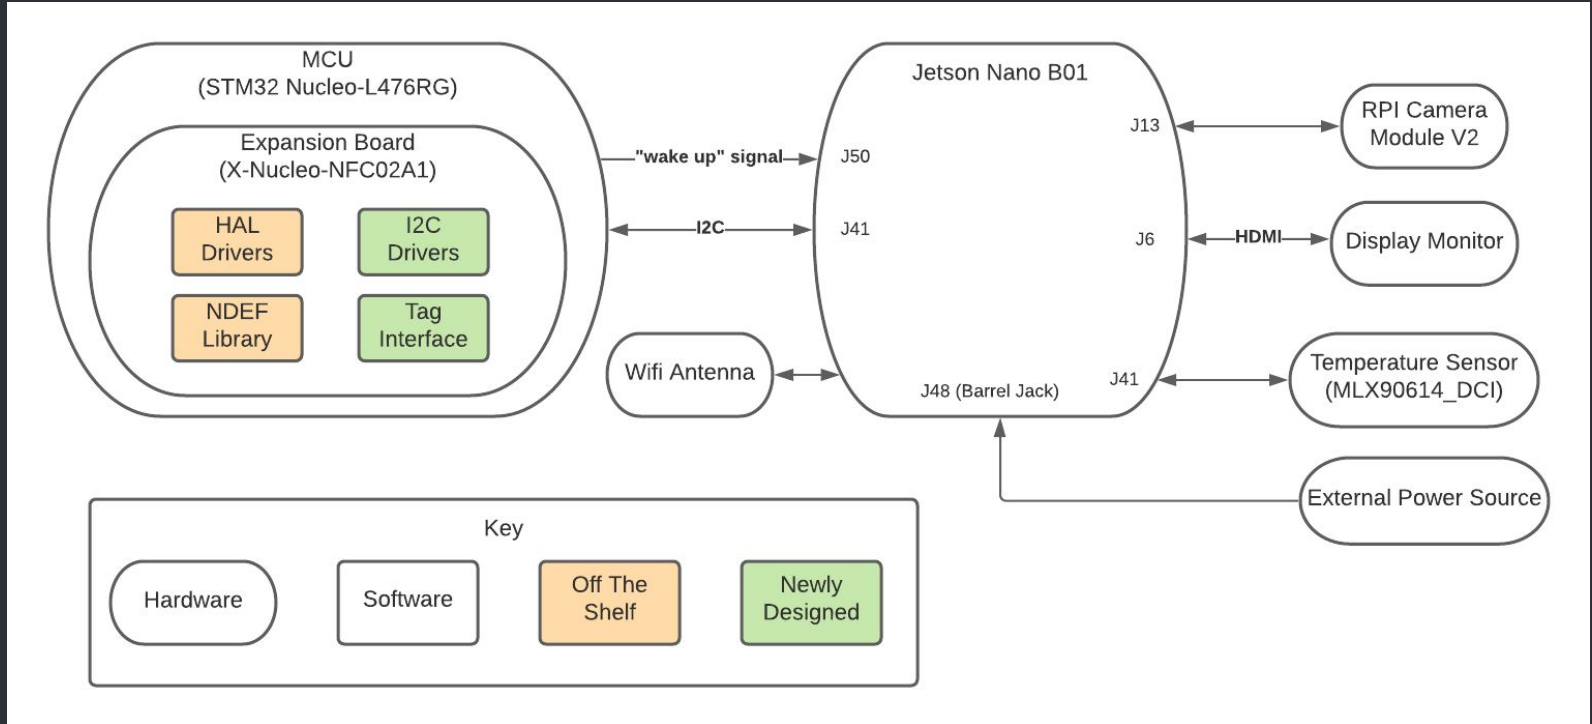 MCU
(STM32 Nucleo-L476RG)
Expansion Board
(X-Nucleo-NFC02A1)
HAL
Drivers
I2C
Drivers
NDEF
Library
Tag
Interface
"wake up" signal
I2C
Wifi Antenna
Jetson Nano B01
J50
J41
J13
J6
J41
J48 (Barrel Jack)
RPI Camera
Module V2
HDMI
Display Monitor
Temperature Sensor
(MLX90614_DCI)
External Power Source
Key
Hardware
Software
Off The
Shelf
Newly
Designed